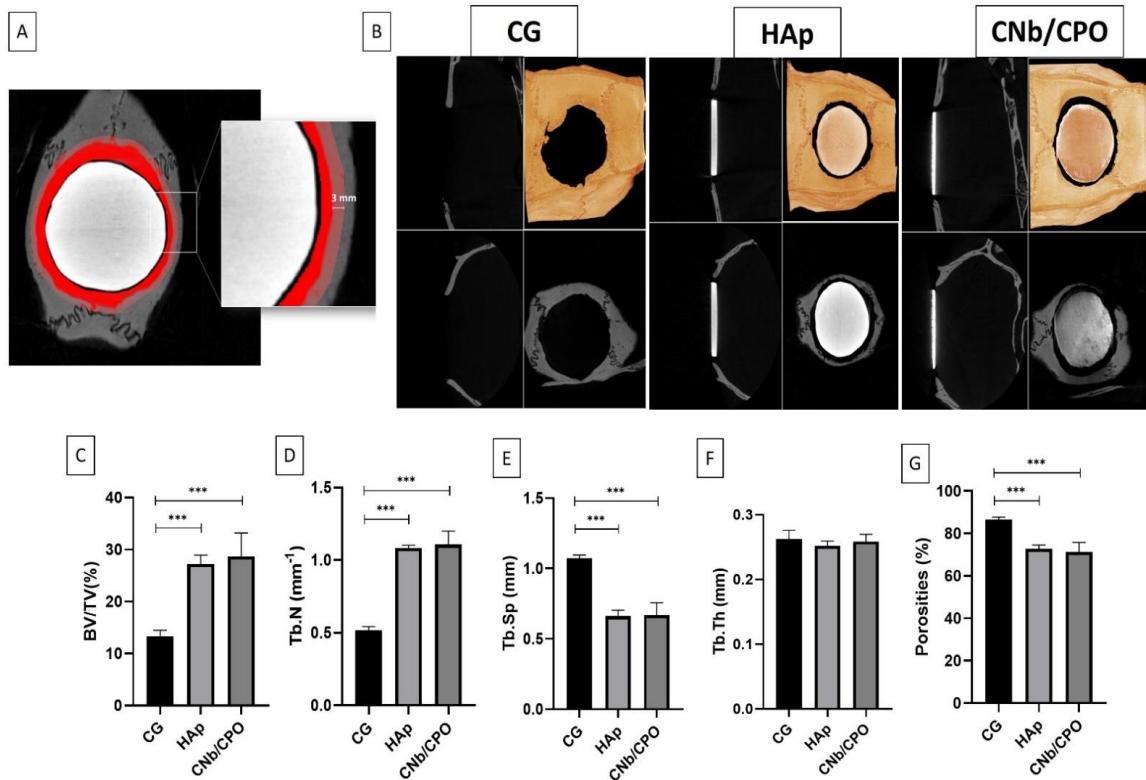 A
3 mm
B
CG
HAp
CNb/CPO
C
BV/TV(%)
40
30
20
10
0
***
***
CG
HAp
CNb/CPO
D
Tb.N (mm-1)
1.5
1.0
0.5
0.0
***
***
CG
HAp
CNb/CPO
E
Tb.Sp (mm)
1.5
1.0
0.5
0.0
***
***
CG
HAp
CNb/CPO
F
Tb.Th (mm)
0.3
0.2
0.1
0.0
CG
HAp
CNb/CPO
G
Porosities (%)
100
80
60
40
20
0
***
***
CG
HAp
CNb/CPO